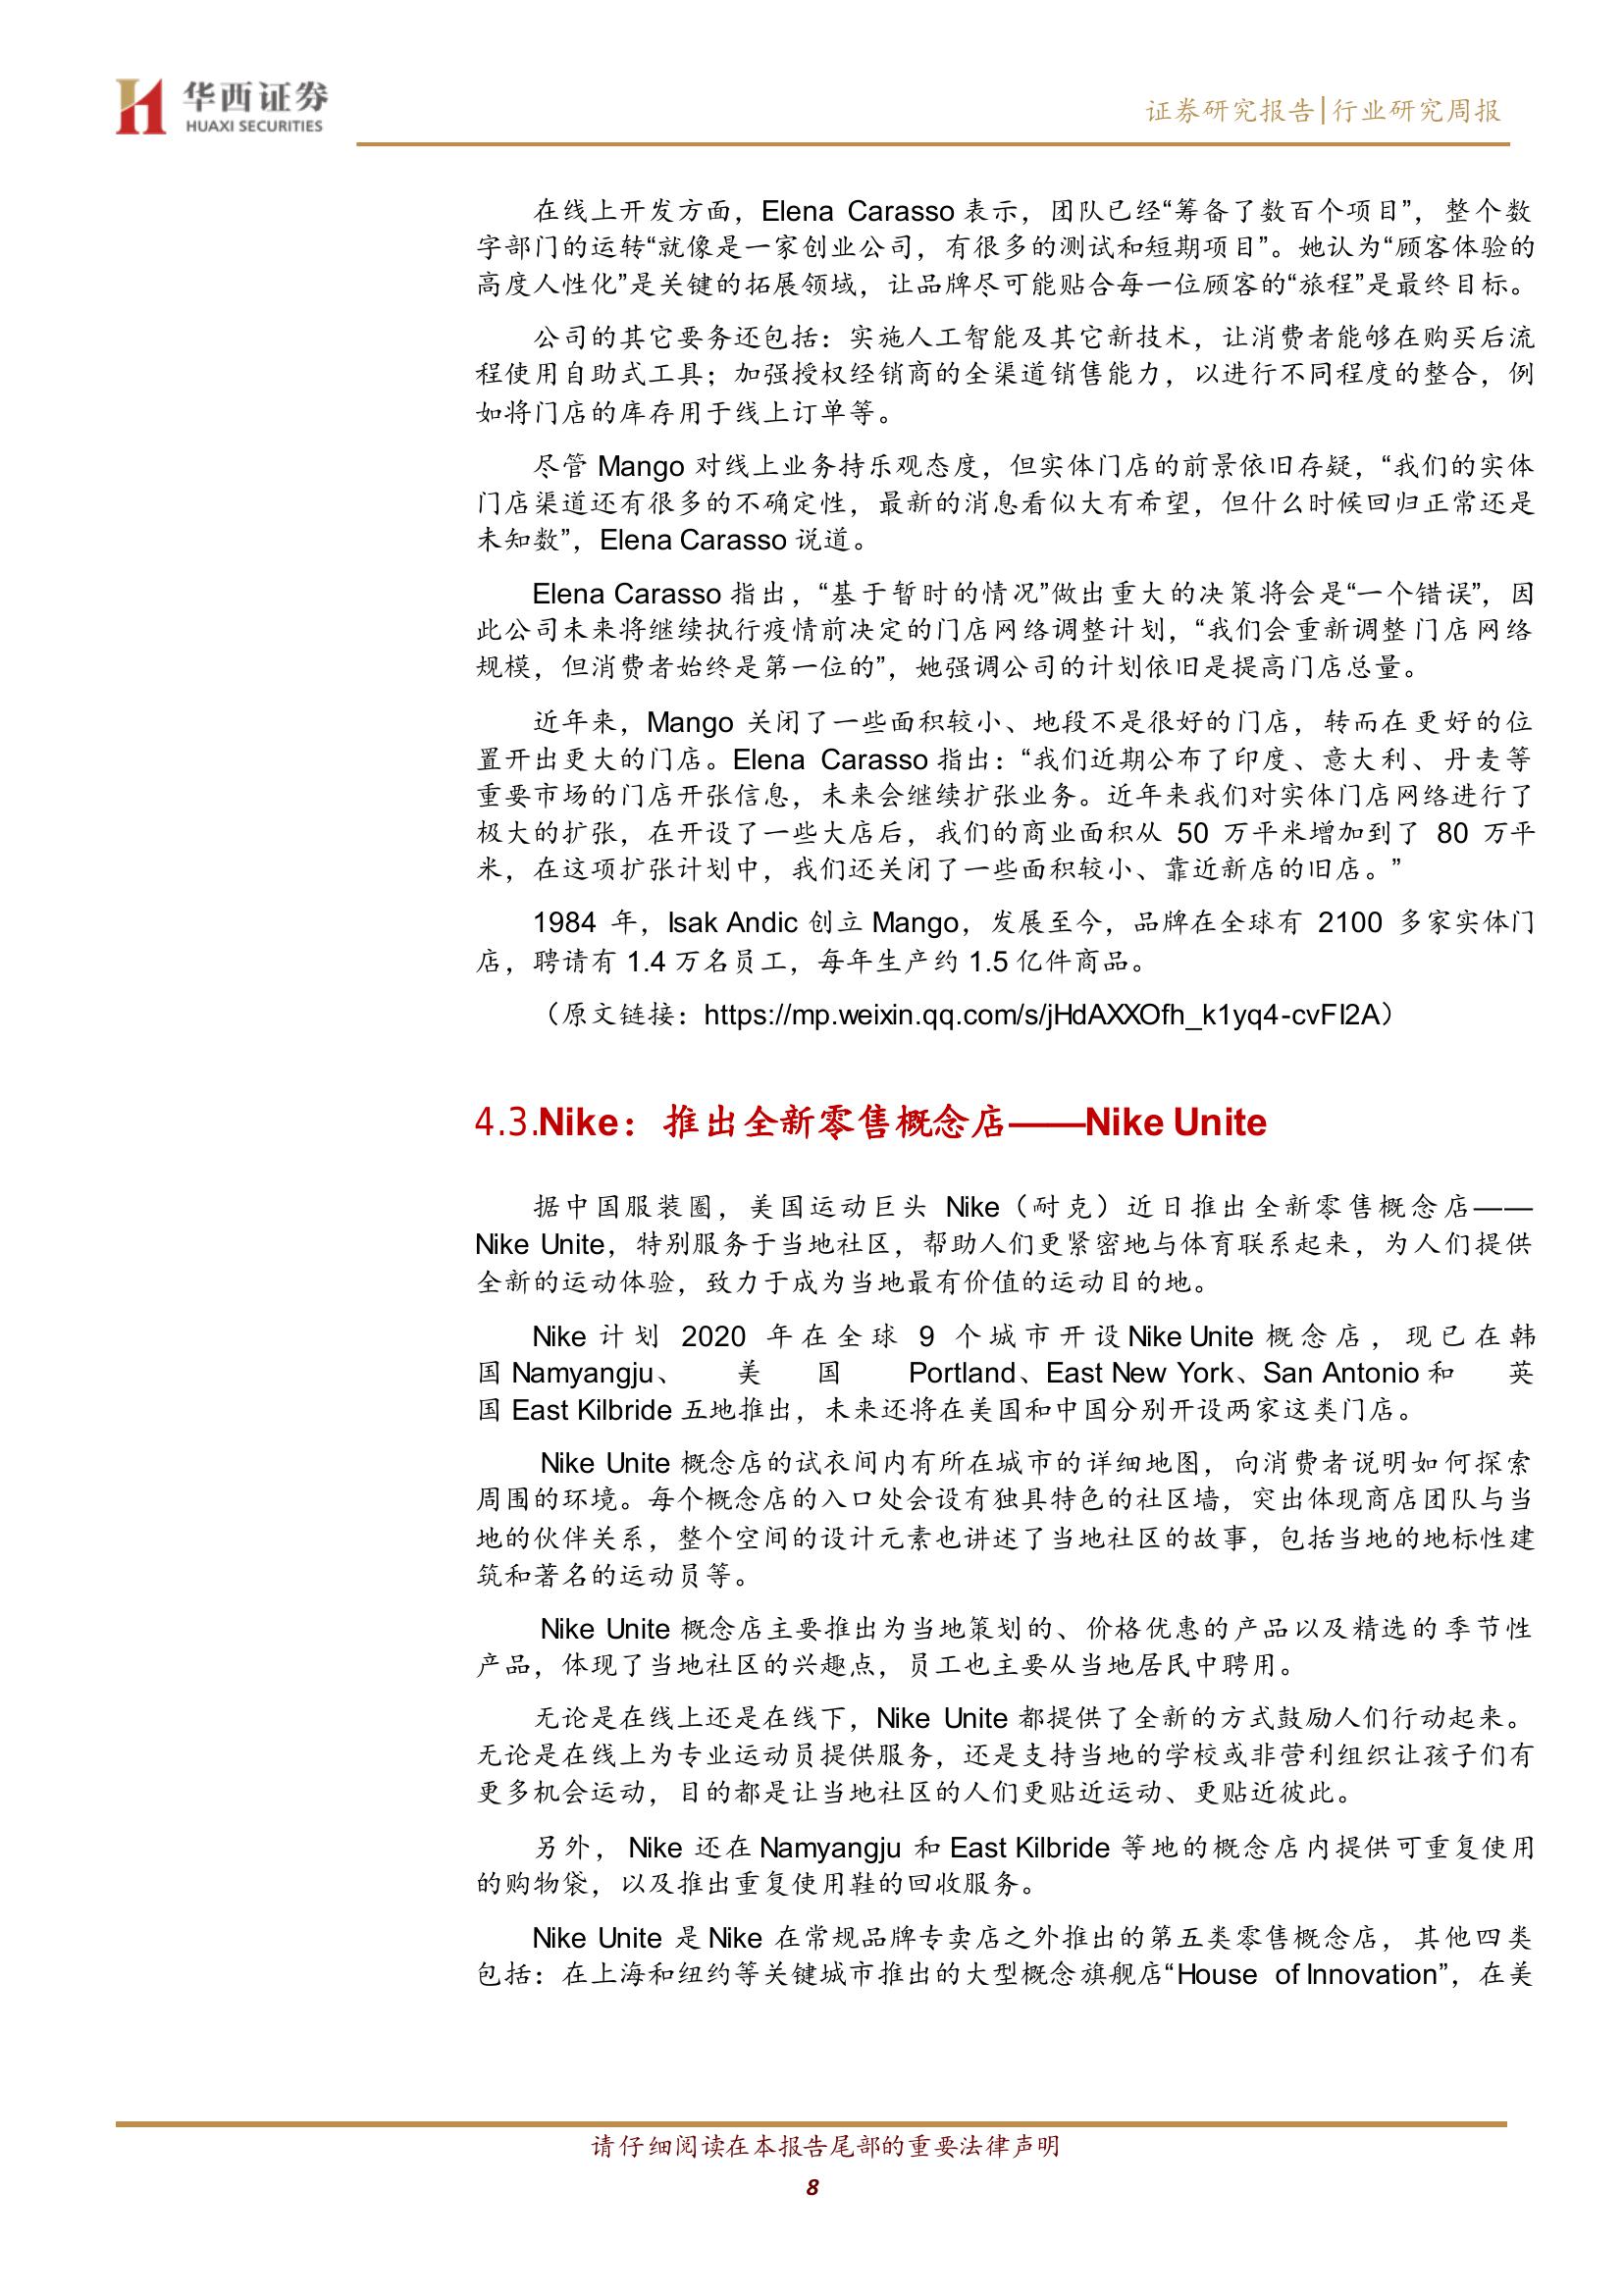 华西证券
HUAXI SECURITIES
证券研究报告|行业研究周报
在线上开发方面，Elena Carasso 表示，团队已经“筹备了数百个项目”，整个数
字部门的运转“就像是一家创业公司，有很多的测试和短期项目”。她认为“顾客体验的
高度人性化”是关键的拓展领域，让品牌尽可能贴合每一位顾客的“旅程”是最终目标。
公司的其它要务还包括：实施人工智能及其它新技术，让消费者能够在购买后流
程使用自助式工具；加强授权经销商的全渠道销售能力，以进行不同程度的整合，例
如将门店的库存用于线上订单等。
尽管 Mango 对线上业务持乐观态度，但实体门店的前景依旧存疑，“我们的实体
门店渠道还有很多的不确定性，最新的消息看似大有希望，但什么时候回归正常还是
未知数”，Elena Carasso 说道。
Elena Carasso 指出，“基于暂时的情况”做出重大的决策将会是“一个错误”，因
此公司未来将继续执行疫情前决定的门店网络调整计划，“我们会重新调整门店网络
规模，但消费者始终是第一位的”，她强调公司的计划依旧是提高门店总量。
近年来，Mango 关闭了一些面积较小、地段不是很好的门店，转而在更好的位
置开出更大的门店。Elena Carasso 指出：“我们近期公布了印度、意大利、丹麦等
重要市场的门店开张信息，未来会继续扩张业务。近年来我们对实体门店网络进行了
极大的扩张，在开设了一些大店后，我们的商业面积从 50 万平米增加到了 80 万平
米，在这项扩张计划中，我们还关闭了一些面积较小、靠近新店的旧店。”
1984 年，Isak Andic 创立 Mango，发展至今，品牌在全球有 2100 多家实体门
店，聘请有 1.4 万名员工，每年生产约 1.5 亿件商品。
（原文链接：https://mp.weixin.qq.com/s/jHdAXXOfh_k1yq4-cvFI2A）
4.3.Nike：推出全新零售概念店——Nike Unite
据中国服装圈，美国运动巨头 Nike（耐克）近日推出全新零售概念店——
Nike Unite，特别服务于当地社区，帮助人们更紧密地与体育联系起来，为人们提供
全新的运动体验，致力于成为当地最有价值的运动目的地。
Nike 计划 2020 年在全球 9 个城市开设 Nike Unite 概念店，现已在韩
国 Namyangju、美国 Portland、East New York、San Antonio 和 英
国 East Kilbride 五地推出，未来还将在美国和中国分别开设两家这类门店。
Nike Unite 概念店的试衣间内有所在城市的详细地图，向消费者说明如何探索
周围的环境。每个概念店的入口处会设有独具特色的社区墙，突出体现商店团队与当
地的伙伴关系，整个空间的设计元素也讲述了当地社区的故事，包括当地的地标性建
筑和著名的运动员等。
Nike Unite 概念店主要推出为当地策划的、价格优惠的产品以及精选的季节性
产品，体现了当地社区的兴趣点，员工也主要从当地居民中聘用。
无论是在线上还是在线下，Nike Unite 都提供了全新的方式鼓励人们行动起来。
无论是在线上为专业运动员提供服务，还是支持当地的学校或非营利组织让孩子们有
更多机会运动，目的都是让当地社区的人们更贴近运动、更贴近彼此。
另外， Nike 还在 Namyangju 和 East Kilbride 等地的概念店内提供可重复使用
的购物袋，以及推出重复使用鞋的回收服务。
Nike Unite 是 Nike 在常规品牌专卖店之外推出的第五类零售概念店，其他四类
包括：在上海和纽约等关键城市推出的大型概念旗舰店“House of Innovation”，在美
请仔细阅读在本报告尾部的重要法律声明
8